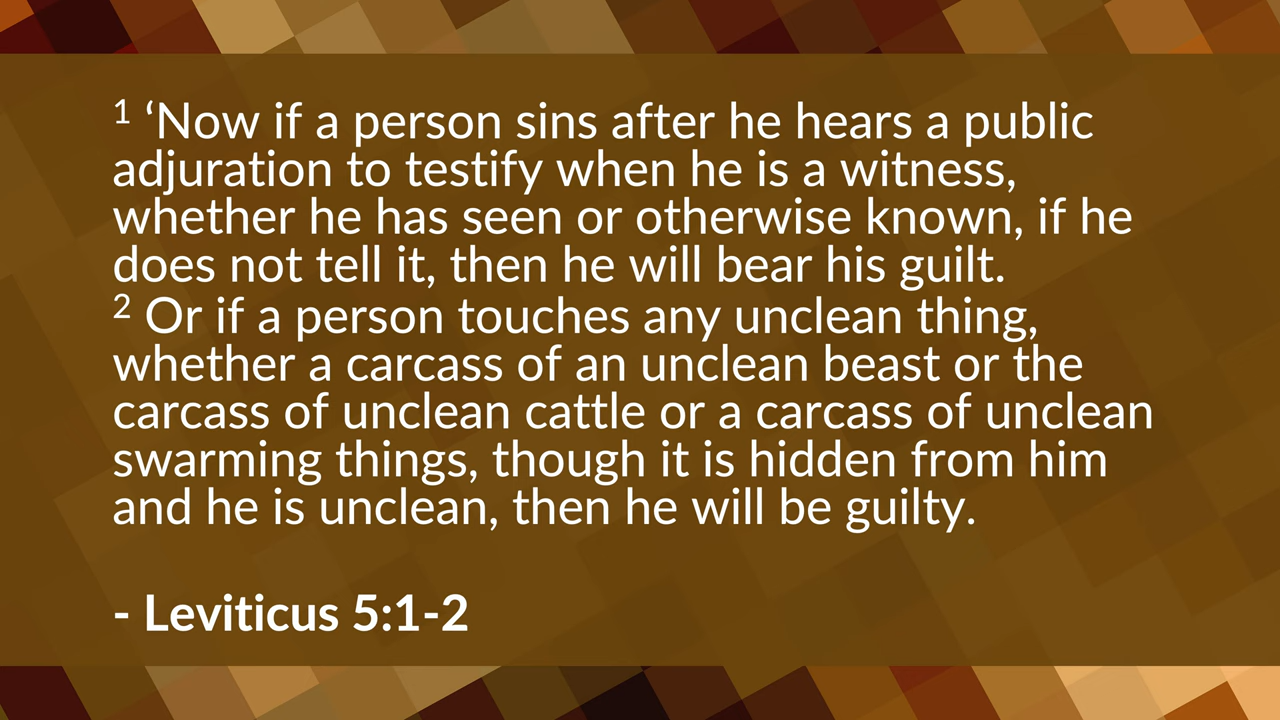 1 ‘Now if a person sins after he hears a public
adjuration to testify when he is a witness,
whether he has seen or otherwise known, if he
does not tell it, then he will bear his guilt.
2 Or if a person touches any unclean thing,
whether a carcass of an unclean beast or the
carcass of unclean cattle or a carcass of unclean
swarming things, though it is hidden from him
and he is unclean, then he will be guilty.
- Leviticus 5:1-2